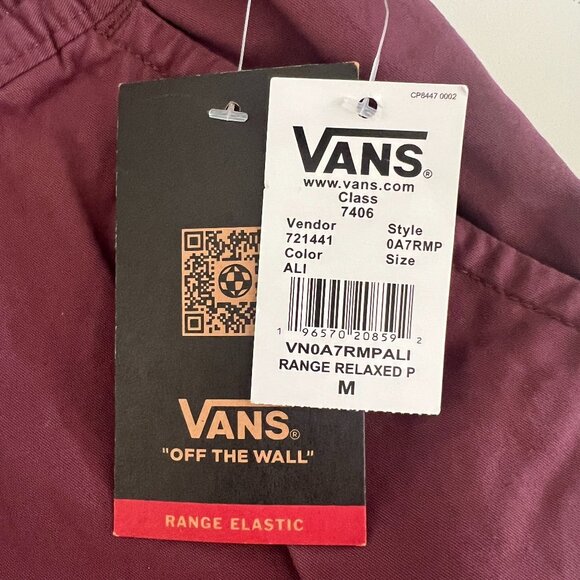 CP8447 0002
VANS®
www.vans.com
Class
7406
Vendor Style
721441 0A7RMP
Color Size
ALI
1 96570 20859 2
VN0A7RMPALI
RANGE RELAXED P
M
VANS®
"OFF THE WALL"
RANGE ELASTIC